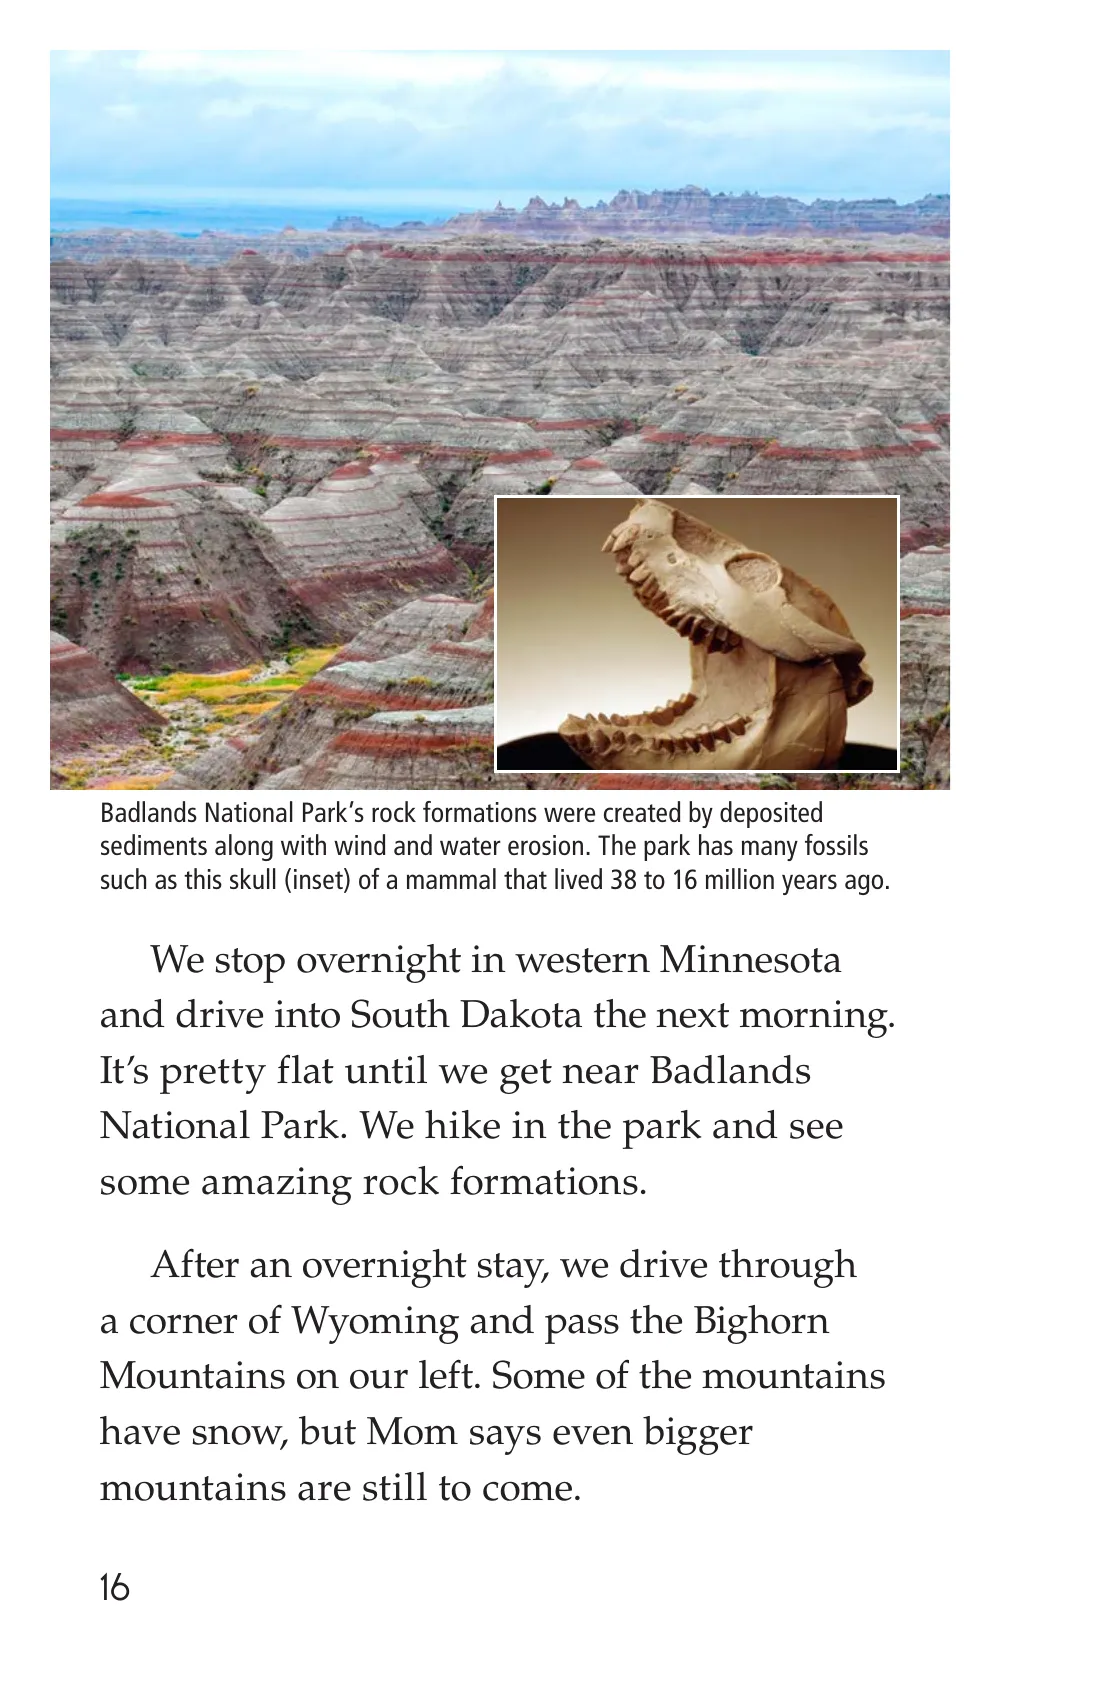 Badlands National Park’s rock formations were created by deposited
sediments along with wind and water erosion. The park has many fossils
such as this skull (inset) of a mammal that lived 38 to 16 million years ago.
We stop overnight in western Minnesota
and drive into South Dakota the next morning.
It’s pretty flat until we get near Badlands
National Park. We hike in the park and see
some amazing rock formations.
After an overnight stay, we drive through
a corner of Wyoming and pass the Bighorn
Mountains on our left. Some of the mountains
have snow, but Mom says even bigger
mountains are still to come.
16